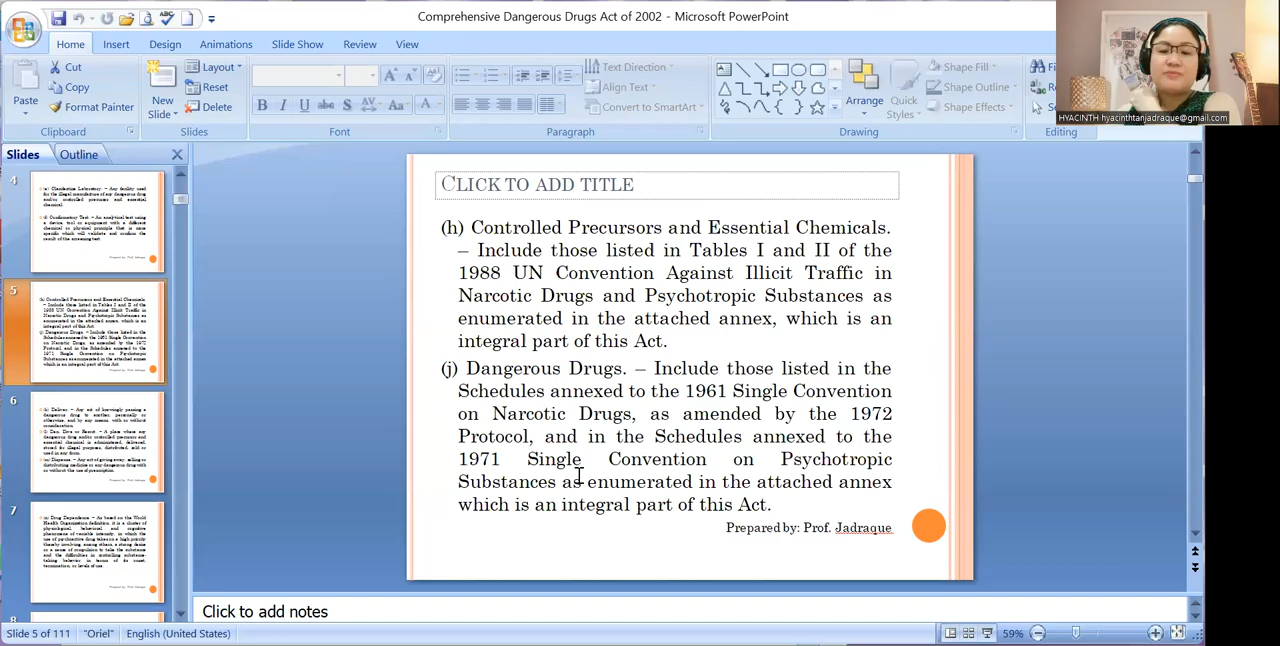 Comprehensive Dangerous Drugs Act of 2002 - Microsoft PowerPoint
Home Insert Design Animations Slide Show Review View
Paste
Cut
Copy
Format Painter
Clipboard
New Slide
Layout
Reset
Delete
Slides
B I U abc S AV Aa A
Font
Text Direction
Align Text
Convert to SmartArt
Paragraph
Arrange
Quick Styles
Shape Fill
Shape Outline
Shape Effects
Drawing
Editing
HYACINTH hyacinthtanjadraque@gmail.com
Slides Outline
4
5
6
7
CLICK TO ADD TITLE
(h) Controlled Precursors and Essential Chemicals.
– Include those listed in Tables I and II of the
1988 UN Convention Against Illicit Traffic in
Narcotic Drugs and Psychotropic Substances as
enumerated in the attached annex, which is an
integral part of this Act.
(j) Dangerous Drugs. – Include those listed in the
Schedules annexed to the 1961 Single Convention
on Narcotic Drugs, as amended by the 1972
Protocol, and in the Schedules annexed to the
1971 Single Convention on Psychotropic
Substances as enumerated in the attached annex
which is an integral part of this Act.
Prepared by: Prof. Jadraque
Click to add notes
Slide 5 of 111 "Oriel" English (United States) 59%